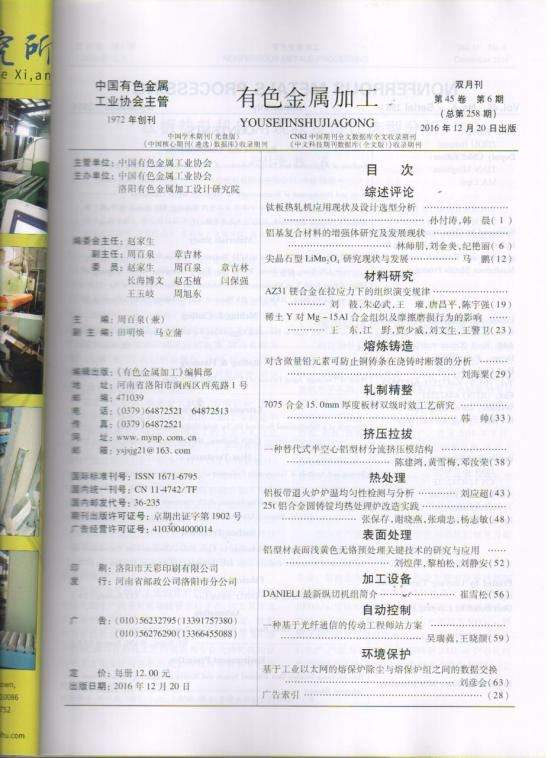 究所
e Xi,an
中国有色金属
工业协会主管
1972 年创刊
有色金属加工
YOUSEJINSHUJIAGONG
双月刊
第 45 卷 第 6 期
(总第 258 期)
2016 年 12 月 20 日出版
中国学术期刊(光盘版)
《中国核心期刊(遴选)数据库》收录期刊
CNKI 中国期刊全文数据库全文收录期刊
《中文科技期刊数据库(全文版)》收录期刊
主管单位：中国有色金属工业协会
主办单位：中国有色金属工业协会
洛阳有色金属加工设计研究院
编委会主任：赵家生
副主任：周百泉 章吉林
委 员：赵家生 周百泉 章吉林
长海博文 赵丕植 闫保强
王玉岐 周旭东
主 编：周百泉(兼)
副 主 编：田明焕 马立蒲
编辑出版：《有色金属加工》编辑部
地 址：河南省洛阳市涧西区西苑路 1 号
邮 编：471039
电 话：(0379)64872521 64872513
传 真：(0379)64872521
网 址：www. mynp. com. cn
邮 箱：ysjsjg21@163. com
国际标准刊号：ISSN 1671-6795
国内统一刊号：CN 11-4742/TF
国内邮发代号：36-235
期刊出版许可证号：京期出证字第 1902 号
广告经营许可证号：4103004000014
印 刷：洛阳市天彩印刷有限公司
发 行：河南省邮政公司洛阳市分公司
广 告：(010)56232795(13391757380)
(010)56276290(13366455088)
定 价：每册 12. 00 元
出版日期：2016 年 12 月 20 日
目 次
综述评论
钛板热轧机应用现状及设计选型分析 ……………
…………………… 孙付涛,韩 晨( 1 )
铝基复合材料的增强体研究及发展现状 ……………
…………………… 林帅朋,刘金炎,纪艳丽( 6 )
尖晶石型 LiMn₂O₄ 研究现状与发展 ………… 马 鹏(12)
材料研究
AZ31 镁合金在拉应力下的组织演变规律 ……………
………… 刘 筱,朱必武,王 瓘,唐昌平,陈宇强(19)
稀土 Y 对 Mg－15Al 合金组织及摩擦磨损行为的影响 ……
………… 王 东,江 野,贾少威,刘文生,王警卫(23)
熔炼铸造
对含微量铅元素可防止铜铸条在浇铸时断裂的分析 ………
…………………… 刘海粟(29)
轧制精整
7075 合金 15. 0mm 厚度板材双级时效工艺研究 …………
…………………… 韩 帅(33)
挤压拉拔
一种替代式半空心铝型材分流挤压模结构 ……………
…………………… 陈建鸿,黄雪梅,邓汝荣(38)
热处理
铝板带退火炉炉温均匀性检测与分析 ………… 刘应超(43)
25t 铝合金圆铸锭均热处理炉改造实践 ……………
…………… 张保存,谢晓燕,张瑞忠,杨志敏(48)
表面处理
铝型材表面浅黄色无铬预处理关键技术的研究与应用 ……
…………………… 刘煌萍,黎柏松,刘静安(52)
加工设备
DANIELI 最新纵切机组简介 …………… 崔雪松(56)
自动控制
一种基于光纤通信的传动工程师站方案 ……………
…………………… 吴瑞薇,王晓颜(59)
环境保护
基于工业以太网的熔保炉除尘与熔保炉组之间的数据交换
…………………… 刘彦会(63)
广告索引 …………………… (28)
own,
0086
752
hu.com